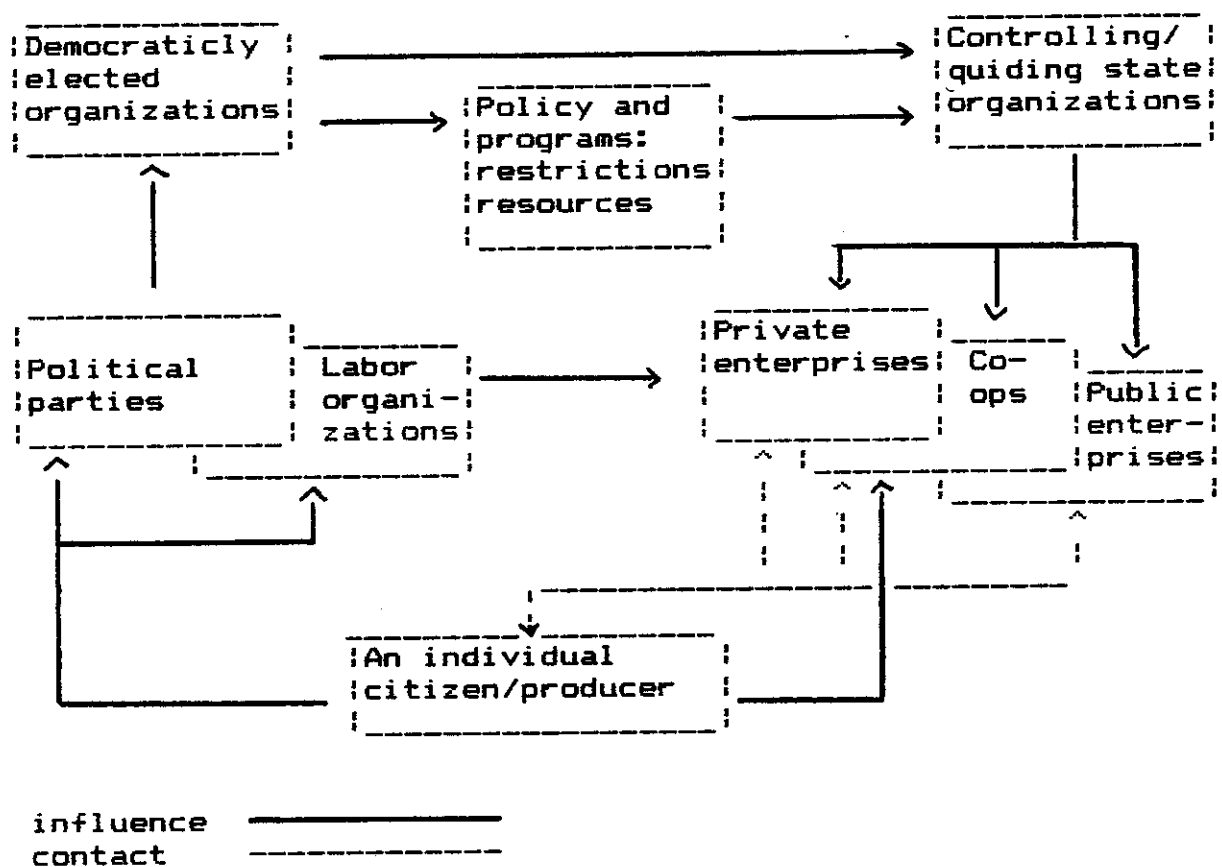 Democraticly
elected
organizations
Controlling/
quiding state
organizations
Policy and
programs:
restrictions
resources
Political
parties
Labor
organi-
zations
Private
enterprises
Co-
ops
Public
enter-
prises
An individual
citizen/producer
influence
contact